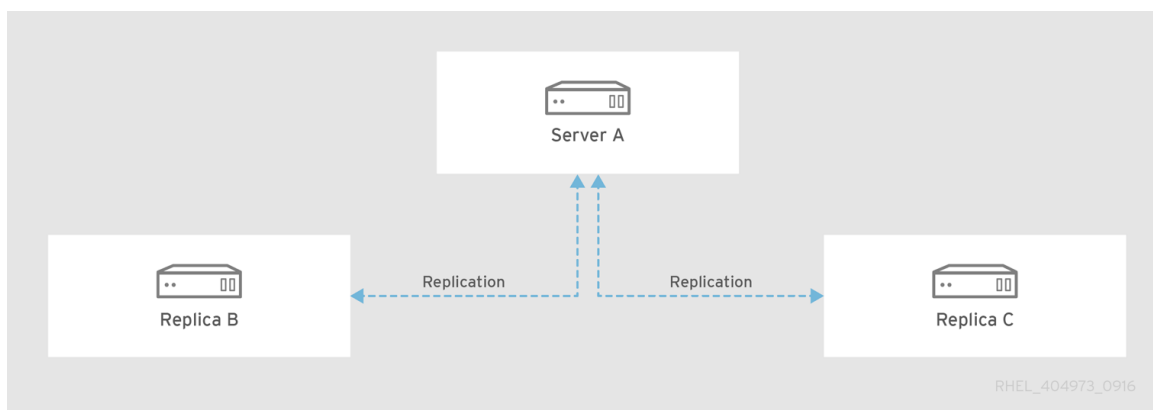 Server A
Replication
Replication
Replica B
Replica C
RHEL_404973_0916